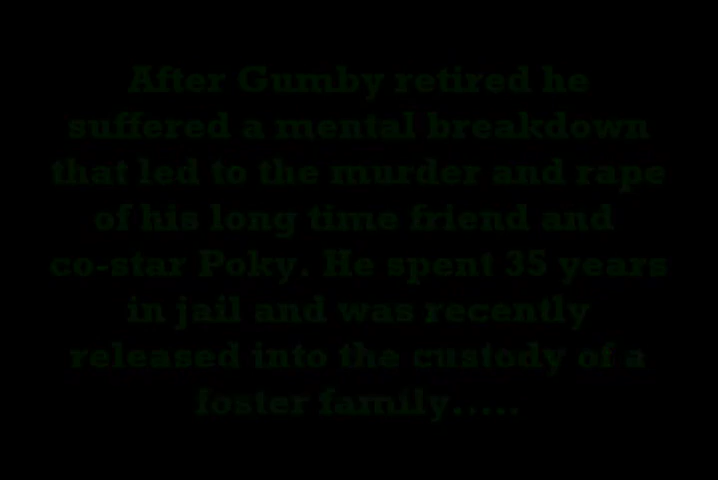 After Gumby retired he
suffered a mental breakdown
that led to the murder and rape
of his long time friend and
co-star Poky. He spent 35 years
in jail and was recently
released into the custody of a
foster family.....